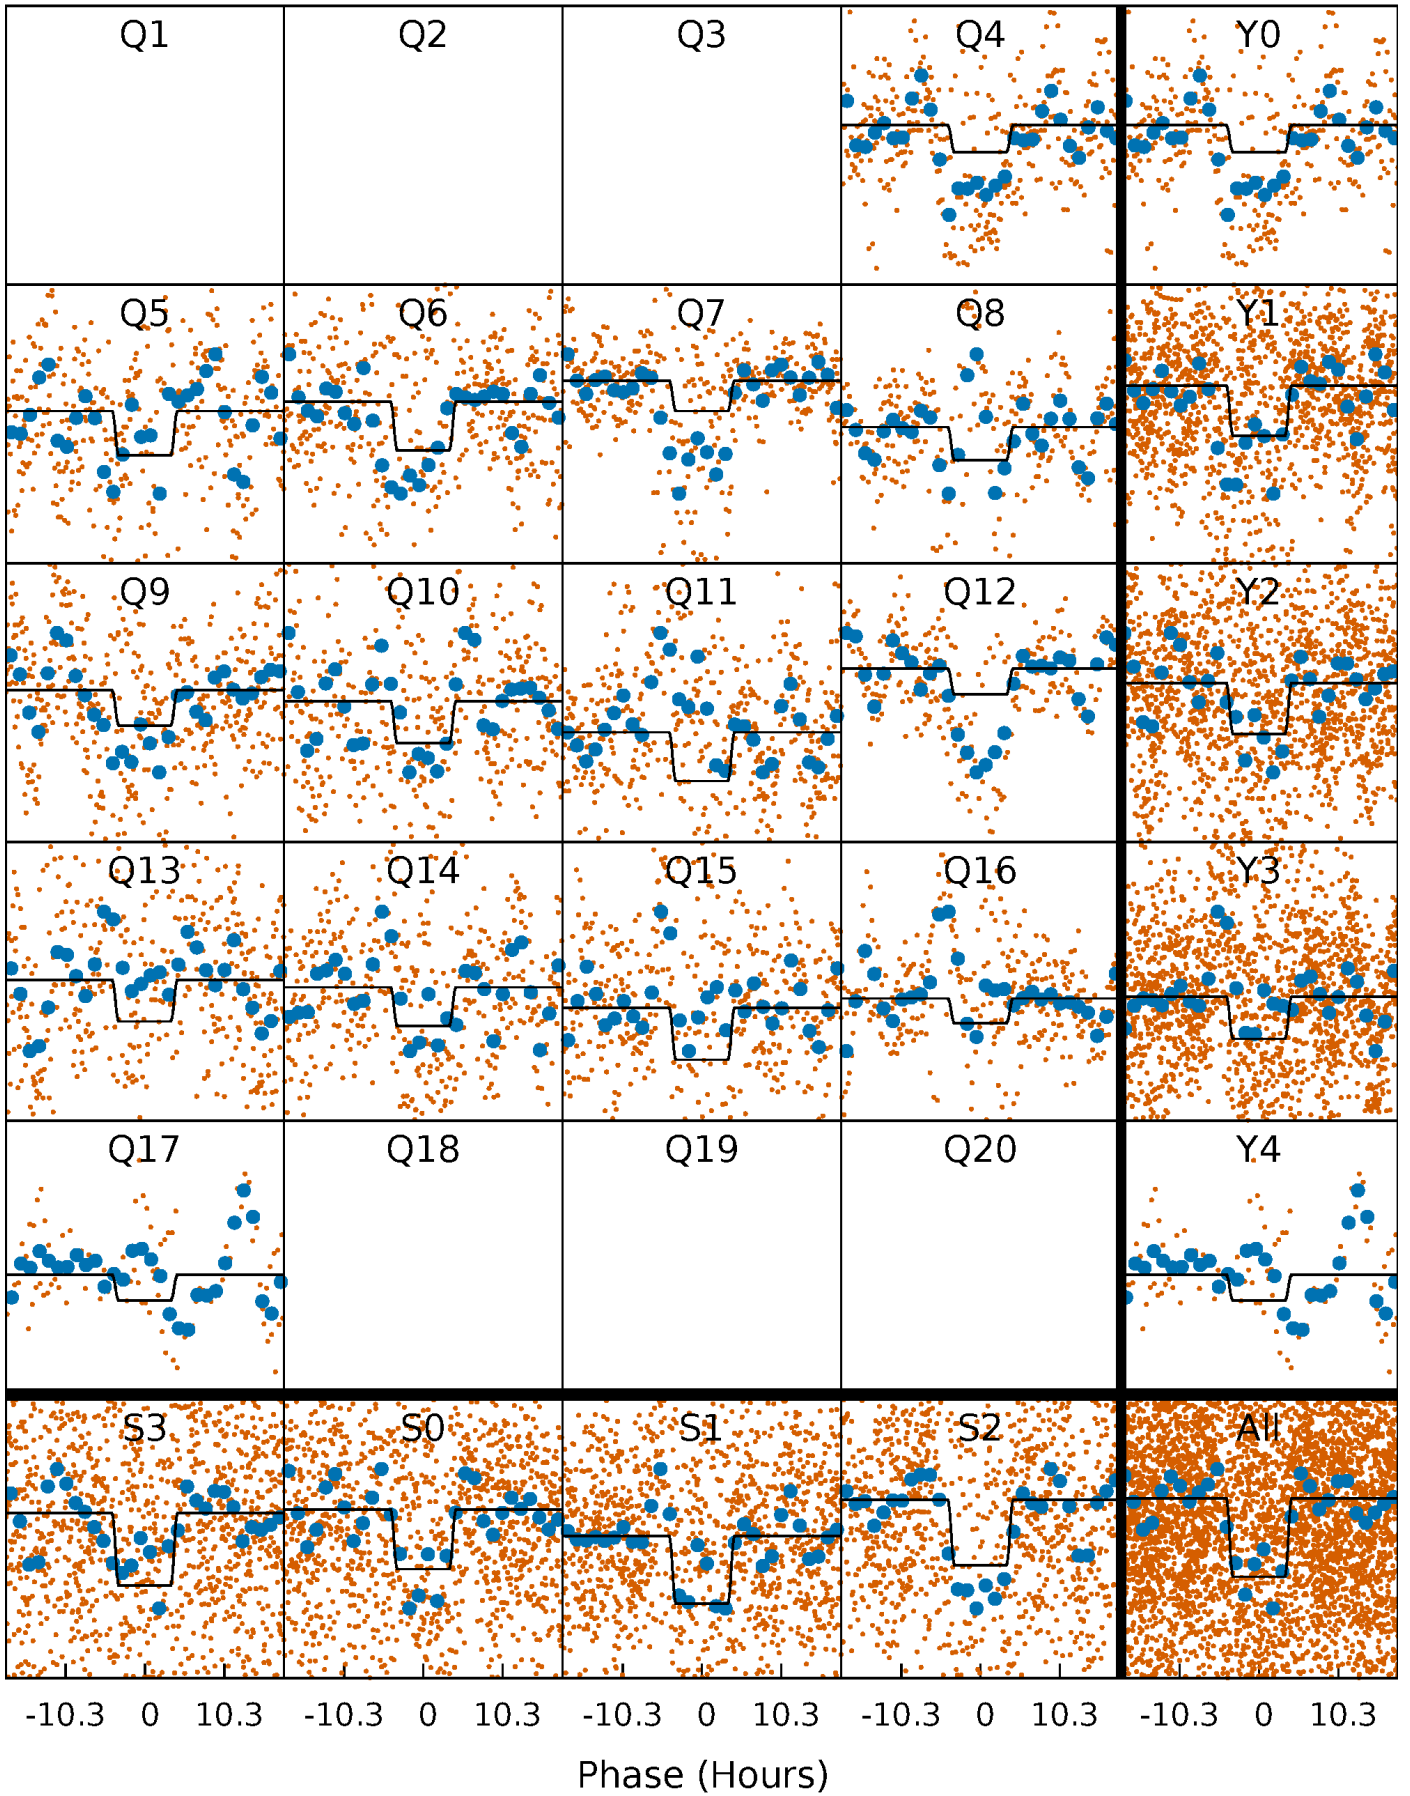 Q1 Q2 Q3 Q4 Y0
Q5 Q6 Q7 Q8 Y1
Q9 Q10 Q11 Q12 Y2
Q13 Q14 Q15 Q16 Y3
Q17 Q18 Q19 Q20 Y4
S3 S0 S1 S2 All
-10.3 0 10.3 -10.3 0 10.3 -10.3 0 10.3 -10.3 0 10.3 -10.3 0 10.3
Phase (Hours)